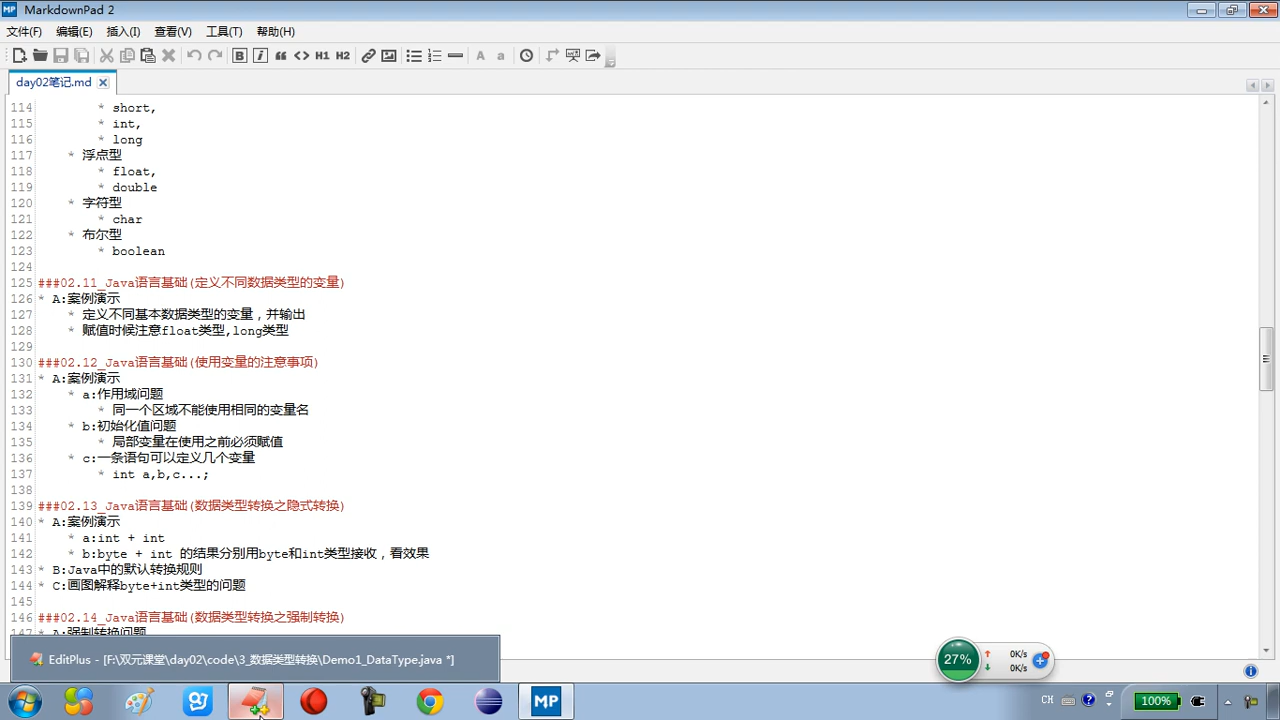 MarkdownPad 2
文件(F) 编辑(E) 插入(I) 查看(V) 工具(T) 帮助(H)
B i “ <> H1 H2 A a
day02笔记.md
114 * short,
115 * int,
116 * long
117 * 浮点型
118 * float,
119 * double
120 * 字符型
121 * char
122 * 布尔型
123 * boolean
124
125 ###02.11_Java语言基础(定义不同数据类型的变量)
126 * A:案例演示
127 * 定义不同基本数据类型的变量，并输出
128 * 赋值时候注意float类型,long类型
129
130 ###02.12_Java语言基础(使用变量的注意事项)
131 * A:案例演示
132 * a:作用域问题
133 * 同一个区域不能使用相同的变量名
134 * b:初始化值问题
135 * 局部变量在使用之前必须赋值
136 * c:一条语句可以定义几个变量
137 * int a,b,c...;
138
139 ###02.13_Java语言基础(数据类型转换之隐式转换)
140 * A:案例演示
141 * a:int + int
142 * b:byte + int 的结果分别用byte和int类型接收，看效果
143 * B:Java中的默认转换规则
144 * C:画图解释byte+int类型的问题
145
146 ###02.14_Java语言基础(数据类型转换之强制转换)
147 * A:强制转换问题
EditPlus - [F:\双元课堂\day02\code\3_数据类型转换\Demo1_DataType.java *]
27% 0K/s
0K/s
MP CH 100%